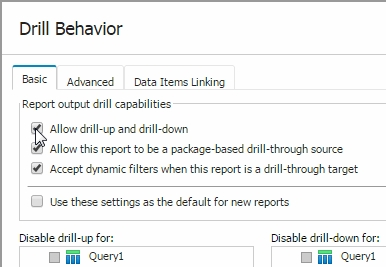 Drill Behavior
Basic Advanced Data Items Linking
Report output drill capabilities
Allow drill-up and drill-down
Allow this report to be a package-based drill-through source
Accept dynamic filters when this report is a drill-through target
Use these settings as the default for new reports
Disable drill-up for: Disable drill-down for:
Query1 Query1